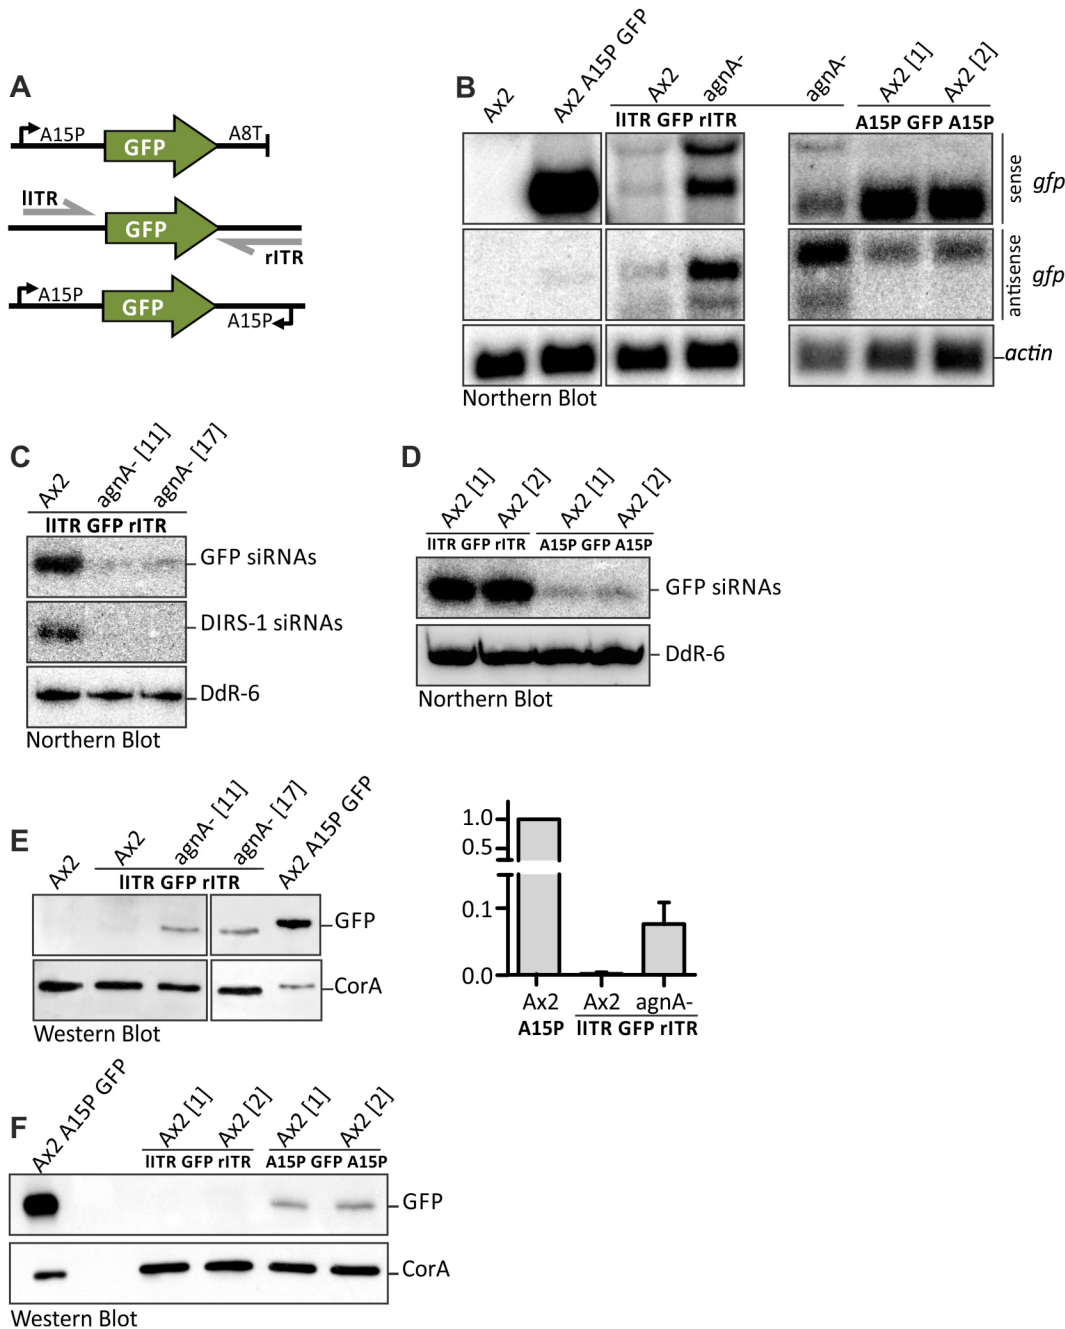 A
A15P
GFP
A8T
lITR
GFP
rITR
A15P
GFP
A15P
B
Ax2
Ax2 A15P GFP
Ax2
agnA-
agnA-
Ax2 [1]
Ax2 [2]
lITR GFP rITR
A15P GFP A15P
sense
gfp
antisense
gfp
actin
Northern Blot
C
Ax2
agnA- [11]
agnA- [17]
lITR GFP rITR
GFP siRNAs
DIRS-1 siRNAs
DdR-6
Northern Blot
D
Ax2 [1]
Ax2 [2]
Ax2 [1]
Ax2 [2]
lITR GFP rITR
A15P GFP A15P
GFP siRNAs
DdR-6
Northern Blot
E
Ax2
Ax2
agnA- [11]
agnA- [17]
Ax2 A15P GFP
lITR GFP rITR
GFP
CorA
Western Blot
1.0
0.5
0.1
0.0
Ax2
Ax2
agnA-
A15P
lITR GFP rITR
F
Ax2 A15P GFP
Ax2 [1]
Ax2 [2]
Ax2 [1]
Ax2 [2]
lITR GFP rITR
A15P GFP A15P
GFP
CorA
Western Blot